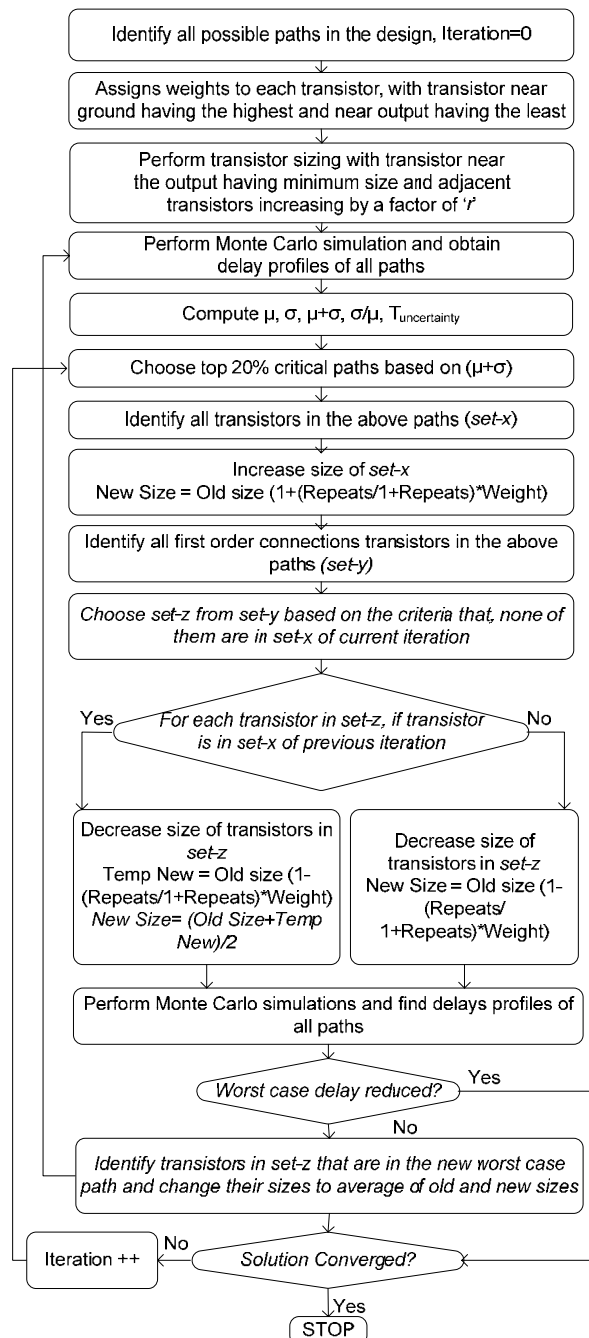 Identify all possible paths in the design, Iteration=0
Assigns weights to each transistor, with transistor near
ground having the highest and near output having the least
Perform transistor sizing with transistor near
the output having minimum size and adjacent
transistors increasing by a factor of ‘r’
Perform Monte Carlo simulation and obtain
delay profiles of all paths
Compute μ, σ, μ+σ, σ/μ, Tuncertainty
Choose top 20% critical paths based on (μ+σ)
Identify all transistors in the above paths (set-x)
Increase size of set-x
New Size = Old size (1+(Repeats/1+Repeats)*Weight)
Identify all first order connections transistors in the above
paths (set-y)
Choose set-z from set-y based on the criteria that, none of
them are in set-x of current iteration
Yes
For each transistor in set-z, if transistor
is in set-x of previous iteration
No
Decrease size of transistors in
set-z
Temp New = Old size (1-
(Repeats/1+Repeats)*Weight)
New Size= (Old Size+Temp
New)/2
Decrease size of
transistors in set-z
New Size = Old size (1-
(Repeats/
1+Repeats)*Weight)
Perform Monte Carlo simulations and find delays profiles of
all paths
Worst case delay reduced?
Yes
No
Identify transistors in set-z that are in the new worst case
path and change their sizes to average of old and new sizes
Iteration ++
No
Solution Converged?
Yes
STOP